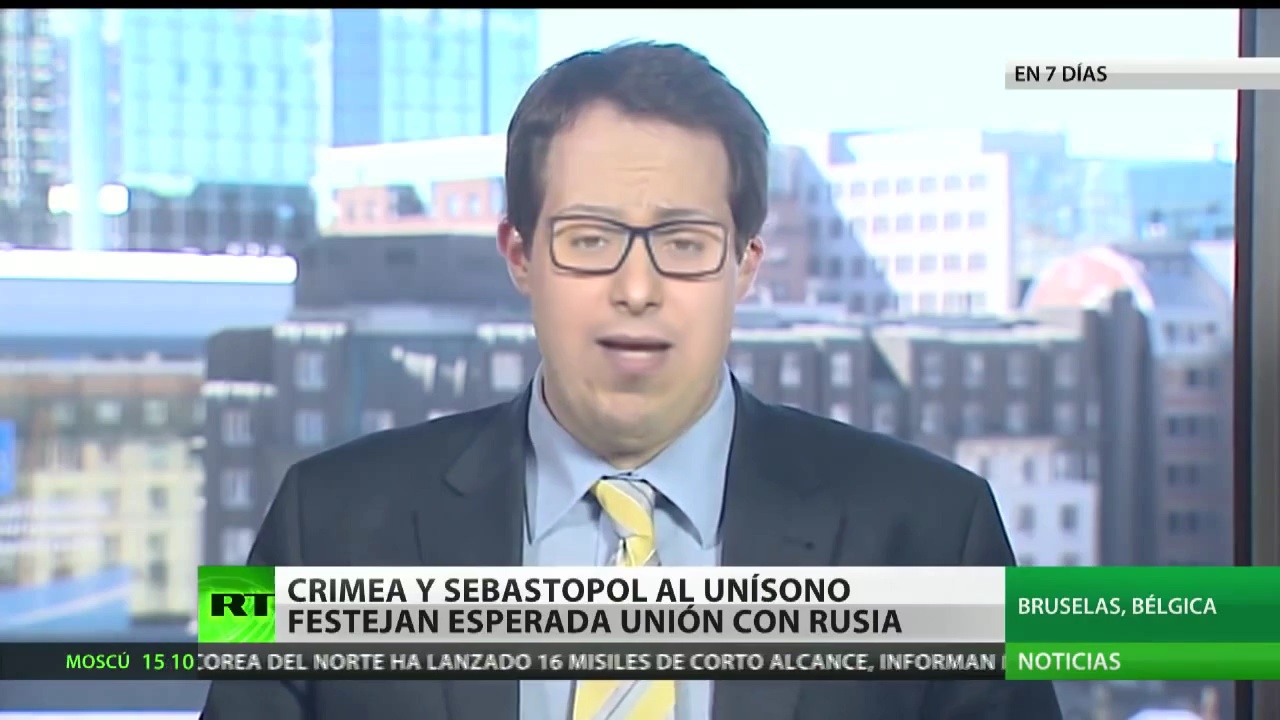 EN 7 DÍAS
RT
CRIMEA Y SEBASTOPOL AL UNÍSONO
FESTEJAN ESPERADA UNIÓN CON RUSIA
BRUSELAS, BÉLGICA
MOSCÚ 15 10
COREA DEL NORTE HA LANZADO 16 MISILES DE CORTO ALCANCE, INFORMAN
NOTICIAS